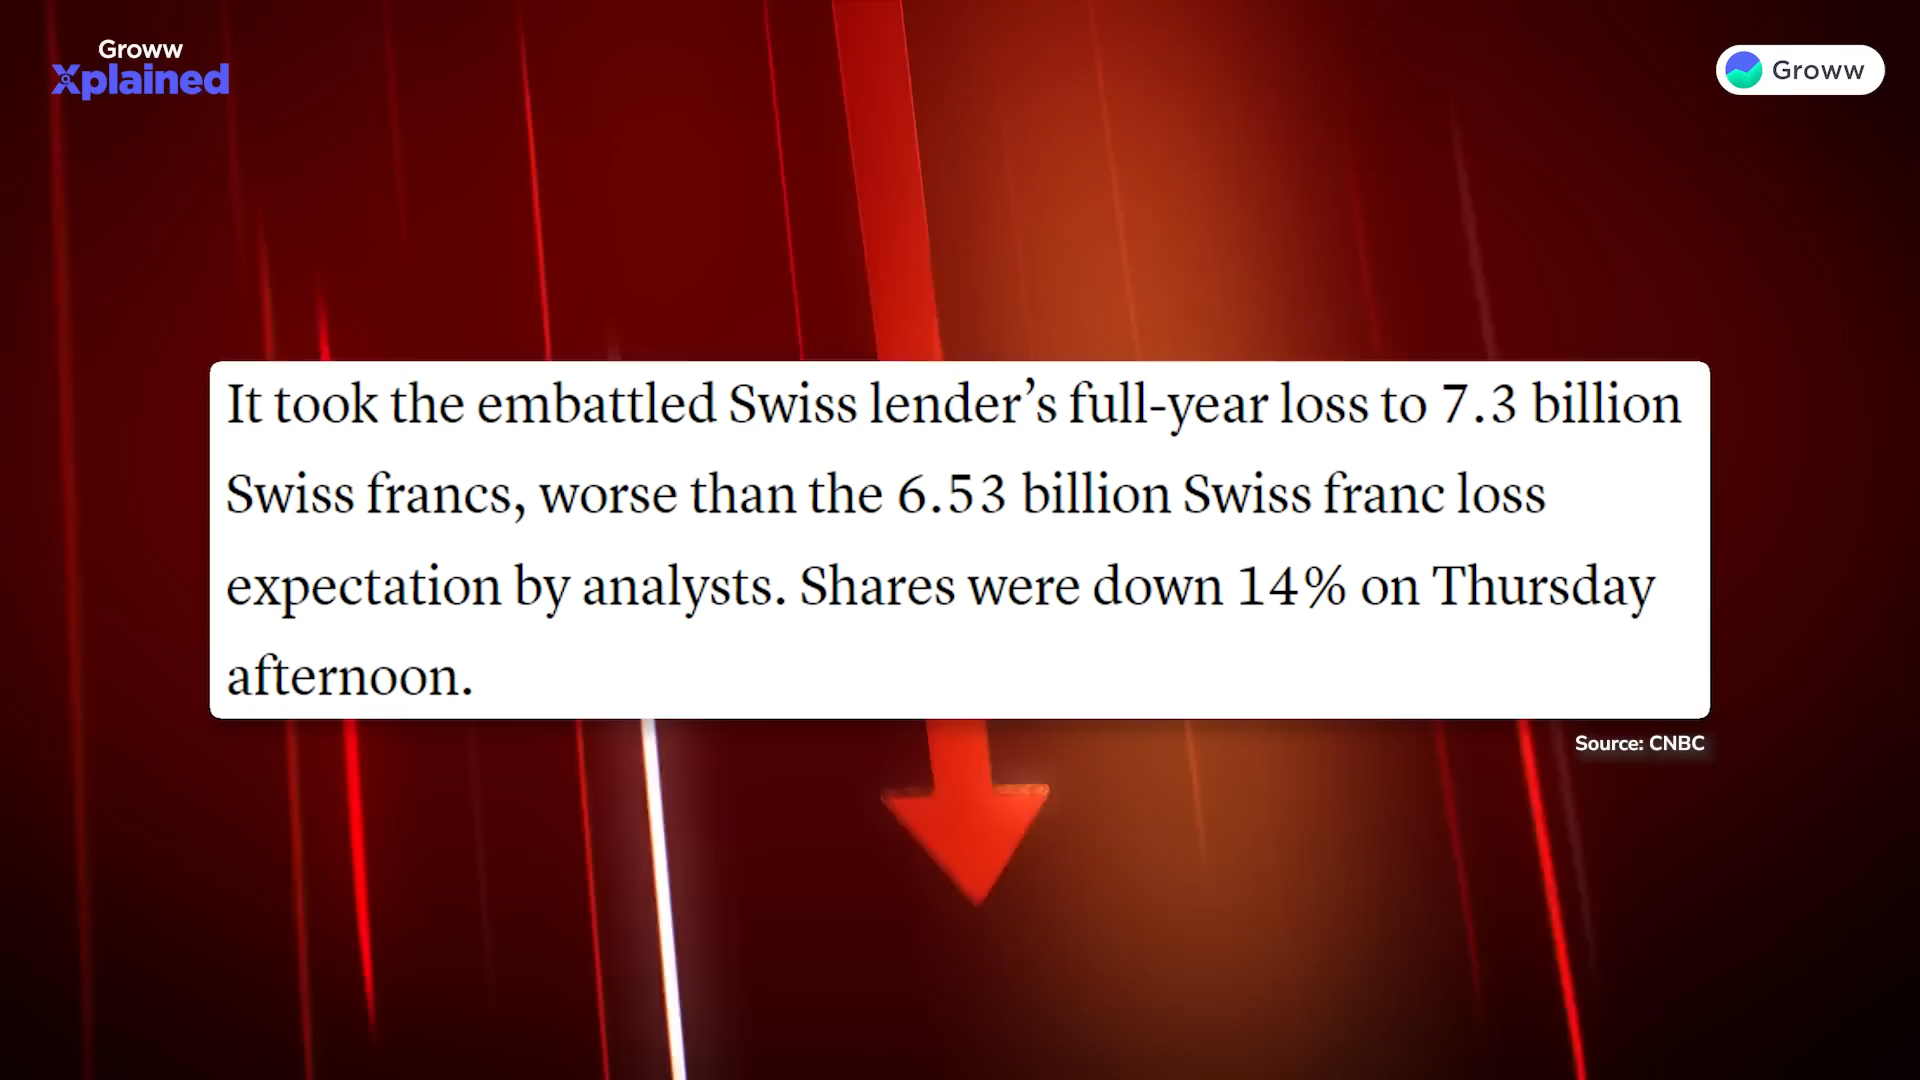 Groww
Xplained
Groww
It took the embattled Swiss lender’s full-year loss to 7.3 billion
Swiss francs, worse than the 6.53 billion Swiss franc loss
expectation by analysts. Shares were down 14% on Thursday
afternoon.
Source: CNBC